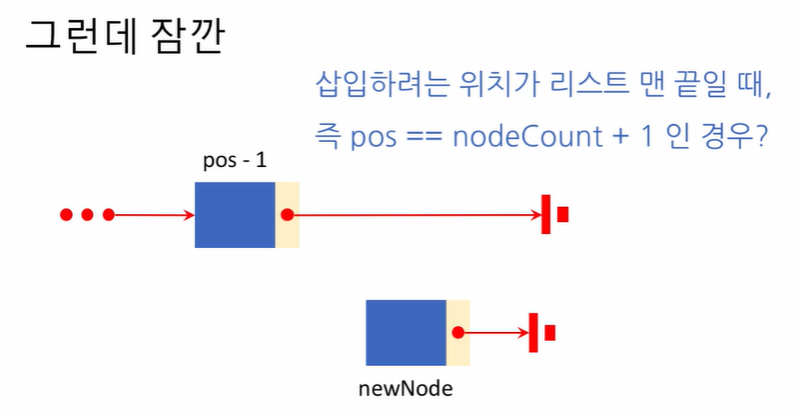 그런데 잠깐
삽입하려는 위치가 리스트 맨 끝일 때,
즉 pos == nodeCount + 1 인 경우?
pos - 1
newNode